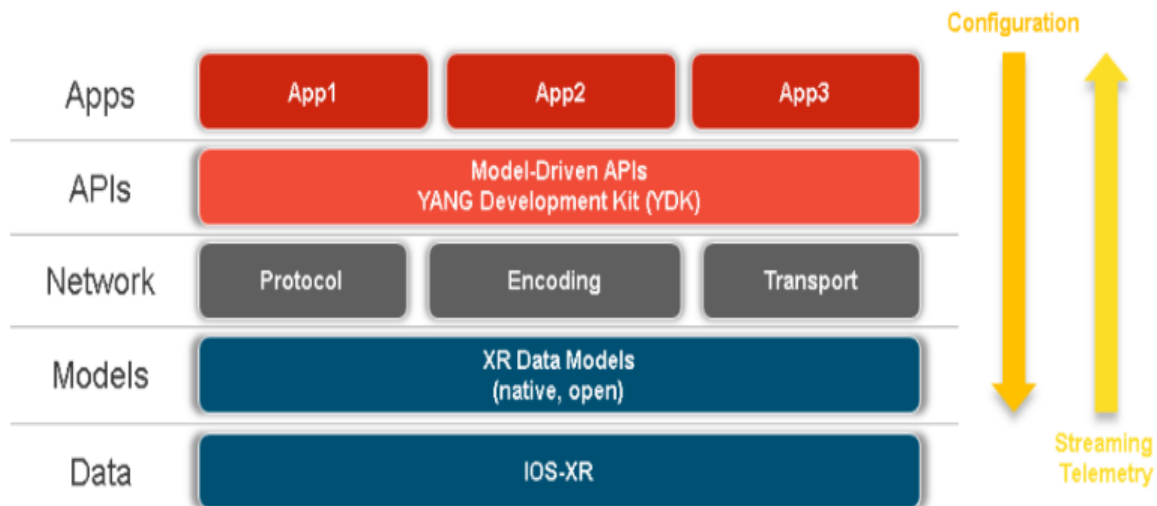 Configuration
Apps
App1
App2
App3
APIs
Model-Driven APIs
YANG Development Kit (YDK)
Network
Protocol
Encoding
Transport
Models
XR Data Models
(native, open)
Data
IOS-XR
Streaming
Telemetry